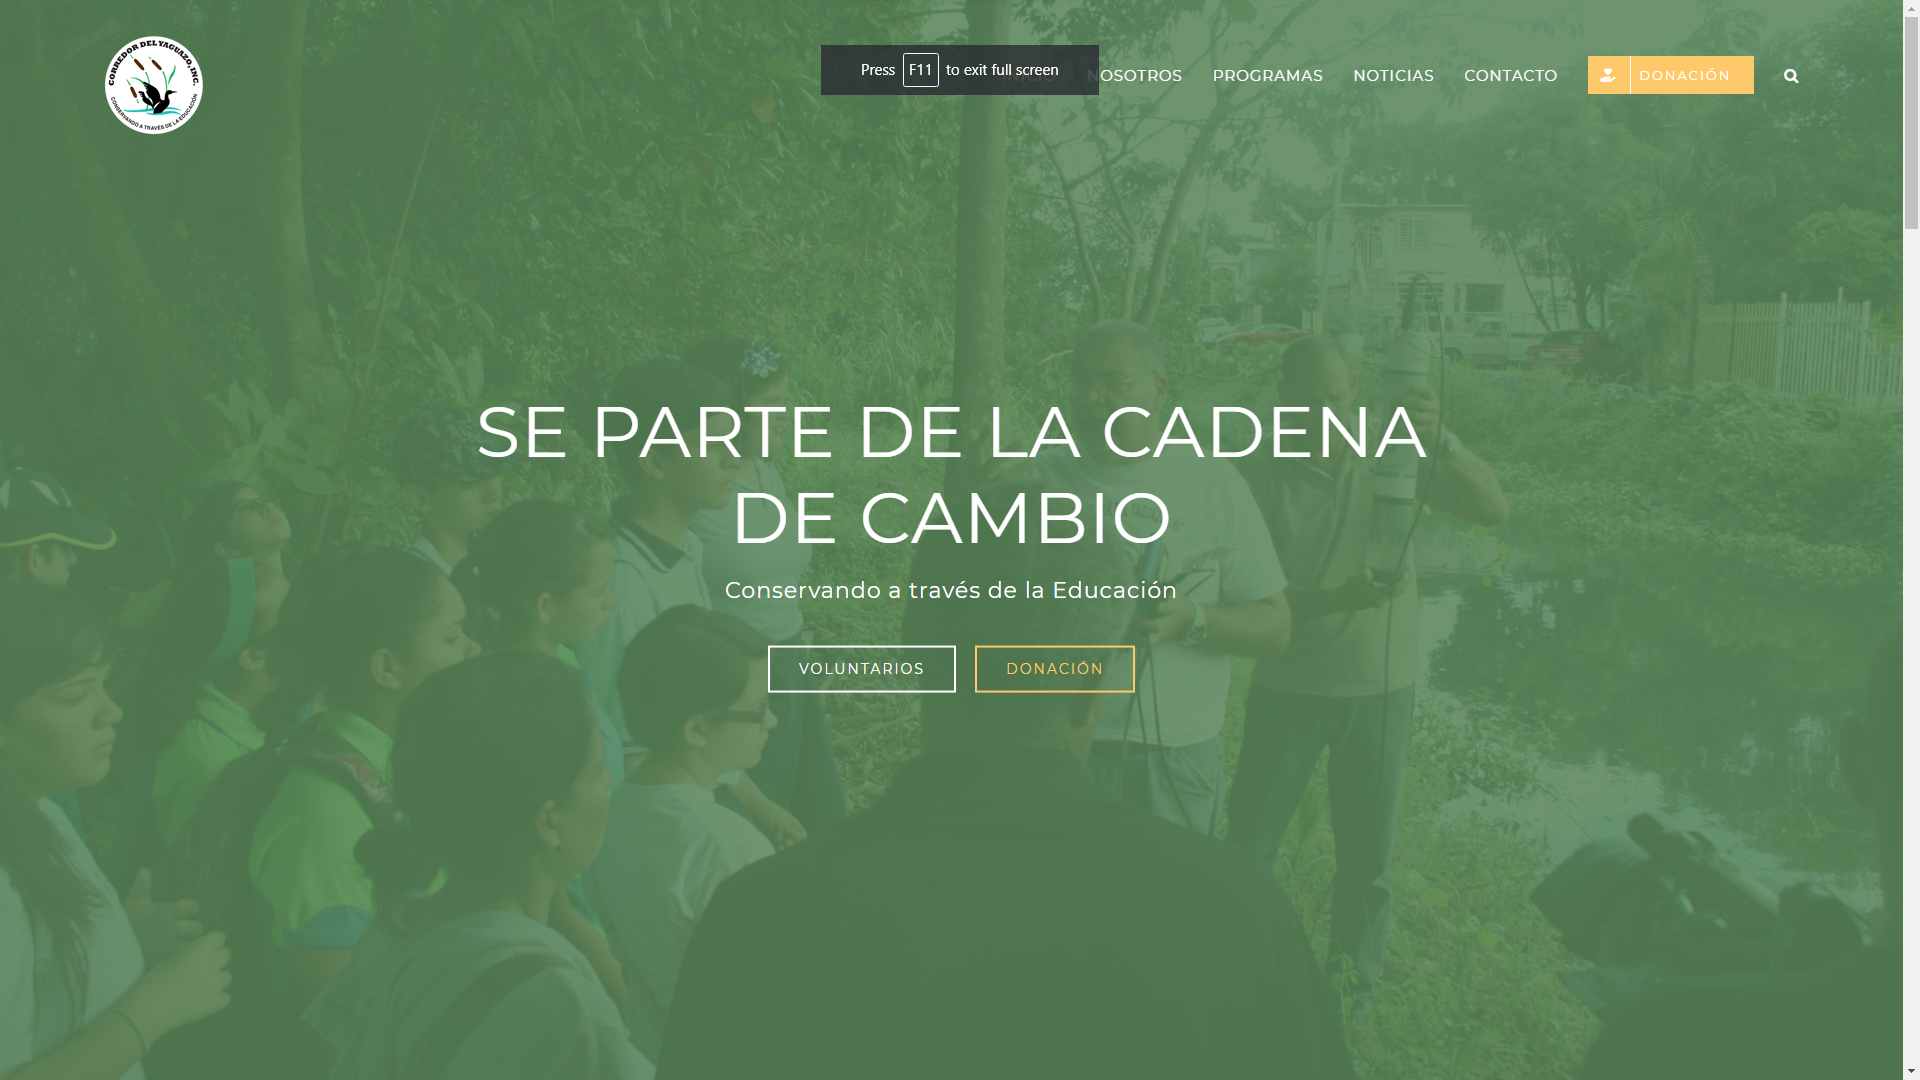 CORREDOR DEL YAGUAZO, INC.
CONSERVANDO A TRAVÉS DE LA EDUCACIÓN
Press F11 to exit full screen
NOSOTROS
PROGRAMAS
NOTICIAS
CONTACTO
DONACIÓN
SE PARTE DE LA CADENA
DE CAMBIO
Conservando a través de la Educación
VOLUNTARIOS
DONACIÓN